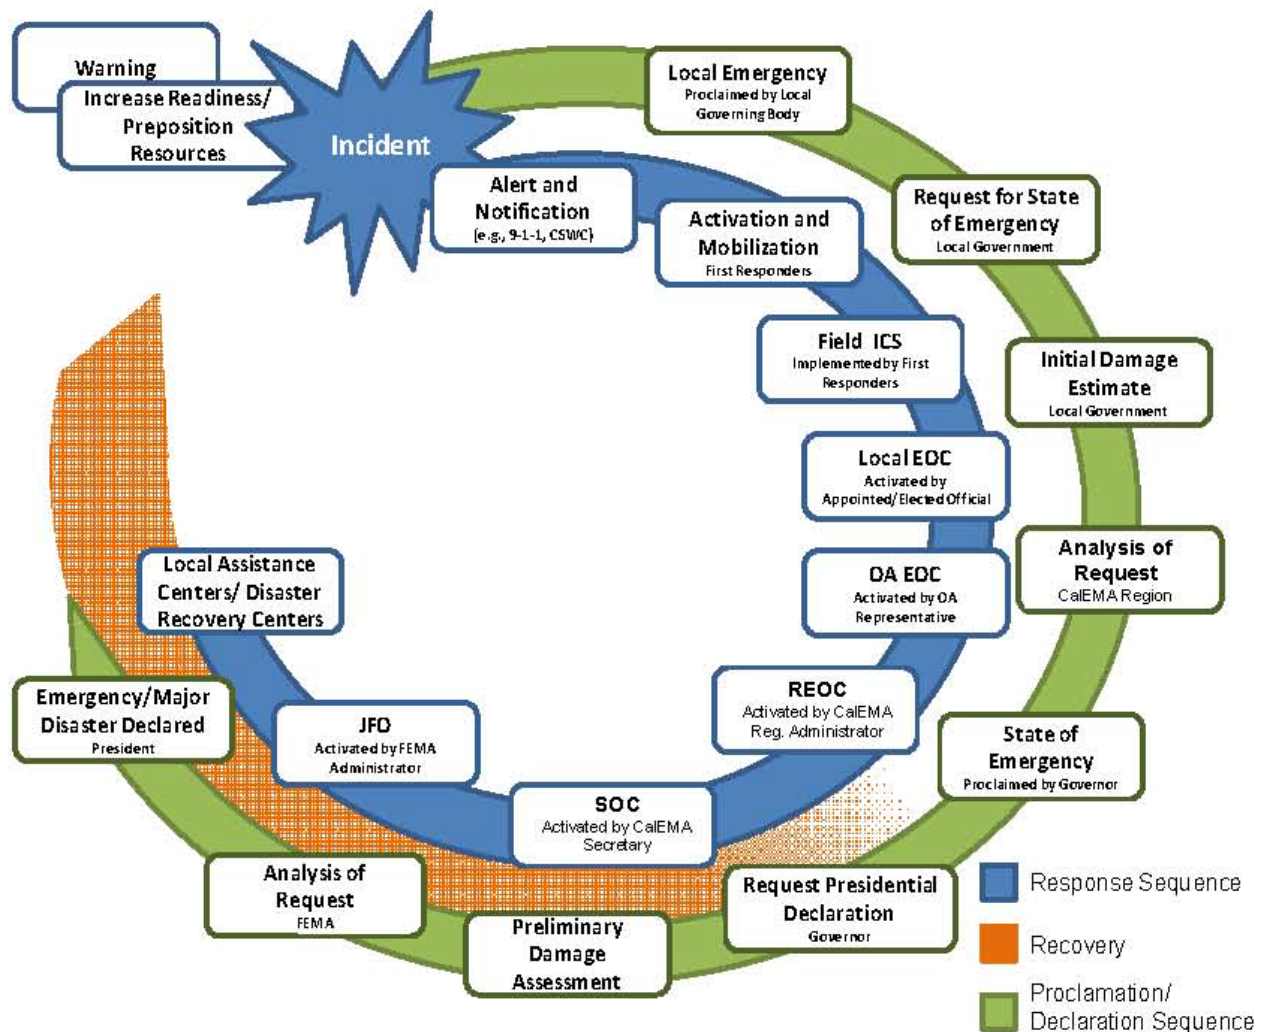 Warning
Increase Readiness/
Preposition
Resources
Incident
Local Emergency
Proclaimed by Local
Governing Body
Alert and
Notification
(e.g., 9-1-1, CSWC)
Activation and
Mobilization
First Responders
Request for State
of Emergency
Local Government
Field ICS
Implemented by First
Responders
Initial Damage
Estimate
Local Government
Local EOC
Activated by
Appointed/Elected Official
Analysis of
Request
CalEMA Region
OA EOC
Activated by OA
Representative
REOC
Activated by CalEMA
Reg. Administrator
State of
Emergency
Proclaimed by Governor
SOC
Activated by CalEMA
Secretary
Request Presidential
Declaration
Governor
Preliminary
Damage
Assessment
JFO
Activated by FEMA
Administrator
Analysis of
Request
FEMA
Local Assistance
Centers/ Disaster
Recovery Centers
Emergency/Major
Disaster Declared
President
Response Sequence
Recovery
Proclamation/
Declaration Sequence